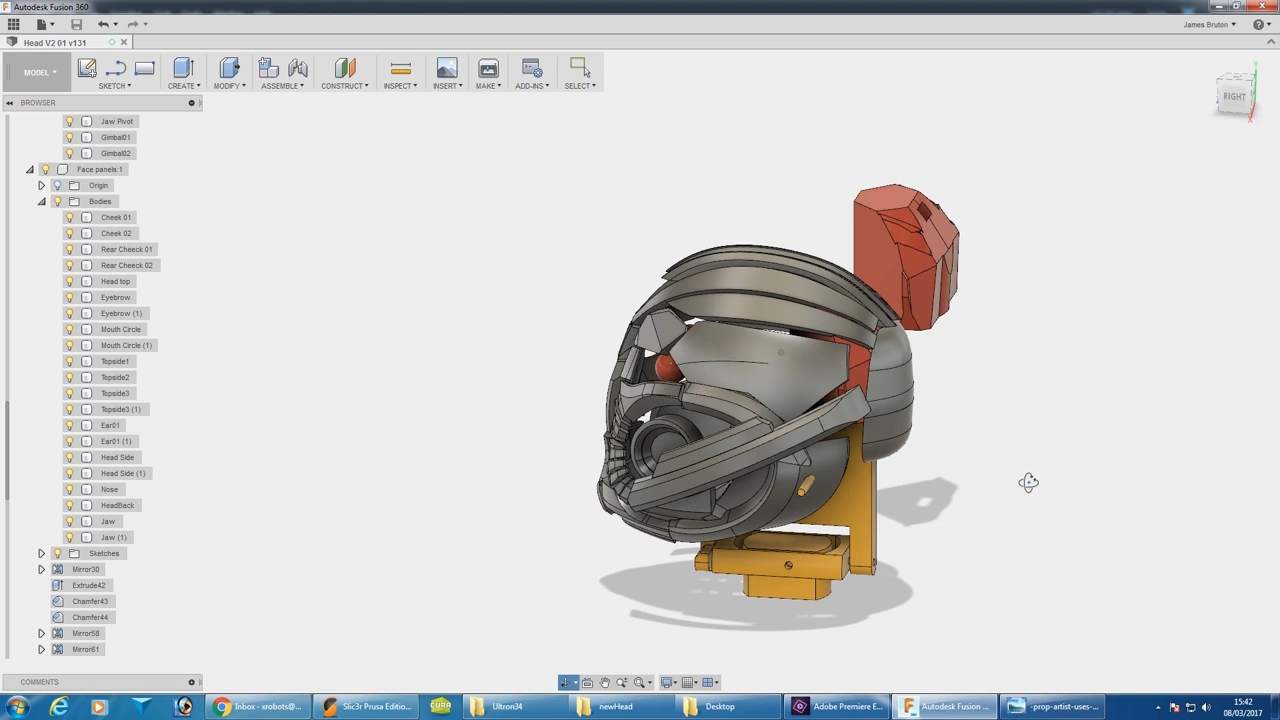 Autodesk Fusion 360
James Bruton
Head V2 01 v131
MODEL
SKETCH
CREATE
MODIFY
ASSEMBLE
CONSTRUCT
INSPECT
INSERT
MAKE
ADD-INS
SELECT
BROWSER
RIGHT
Jaw Pivot
Gimbal01
Gimbal02
Face panels:1
Origin
Bodies
Cheek 01
Cheek 02
Rear Cheeck 01
Rear Cheeck 02
Head top
Eyebrow
Eyebrow (1)
Mouth Circle
Mouth Circle (1)
Topside1
Topside2
Topside3
Topside3 (1)
Ear01
Ear01 (1)
Head Side
Head Side (1)
Nose
HeadBack
Jaw
Jaw (1)
Sketches
Mirror30
Extrude42
Chamfer43
Chamfer44
Mirror58
Mirror61
COMMENTS
Inbox - xrobots@...
Slic3r Prusa Editio...
CURA
Ultron34
newHead
Desktop
Adobe Premiere E...
Autodesk Fusion ...
-prop-artist-uses-...
15:42
08/03/2017